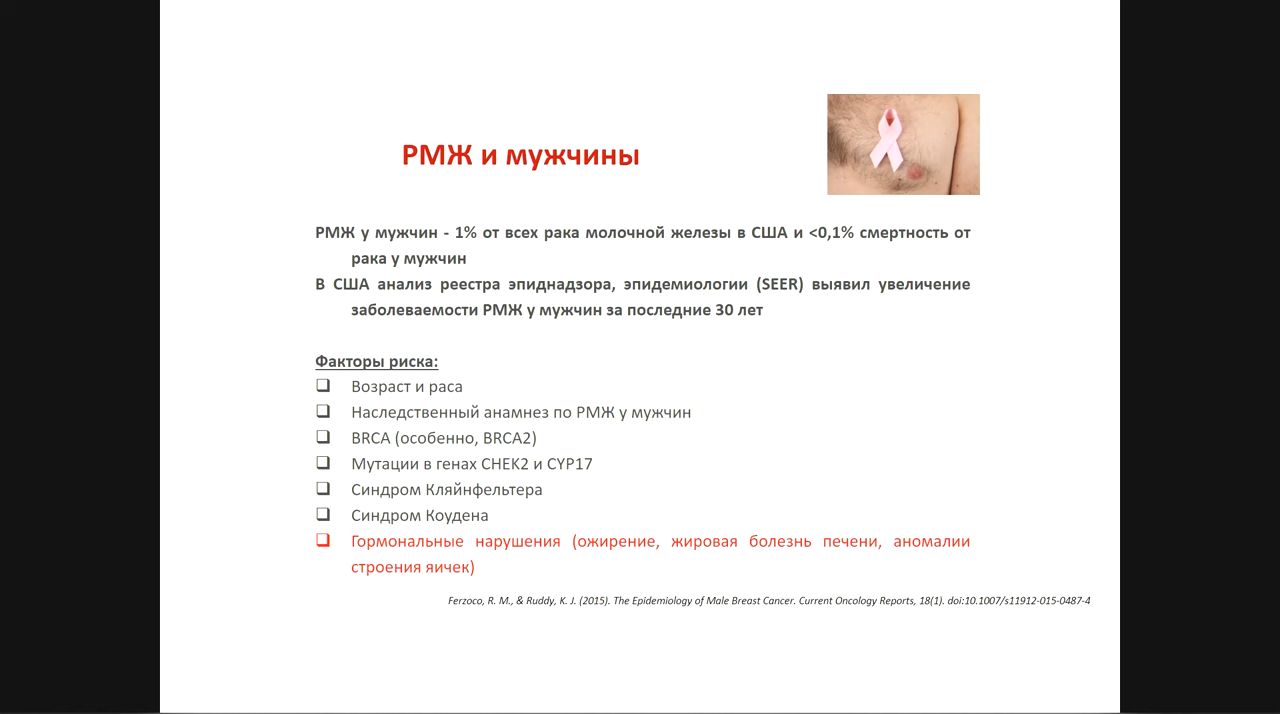 РМЖ и мужчины
РМЖ у мужчин - 1% от всех рака молочной железы в США и <0,1% смертность от
рака у мужчин
В США анализ реестра эпиднадзора, эпидемиологии (SEER) выявил увеличение
заболеваемости РМЖ у мужчин за последние 30 лет
Факторы риска:
❑ Возраст и раса
❑ Наследственный анамнез по РМЖ у мужчин
❑ BRCA (особенно, BRCA2)
❑ Мутации в генах CHEK2 и CYP17
❑ Синдром Кляйнфельтера
❑ Синдром Коудена
❑ Гормональные нарушения (ожирение, жировая болезнь печени, аномалии
строения яичек)
Ferzoco, R. M., & Ruddy, K. J. (2015). The Epidemiology of Male Breast Cancer. Current Oncology Reports, 18(1). doi:10.1007/s11912-015-0487-4